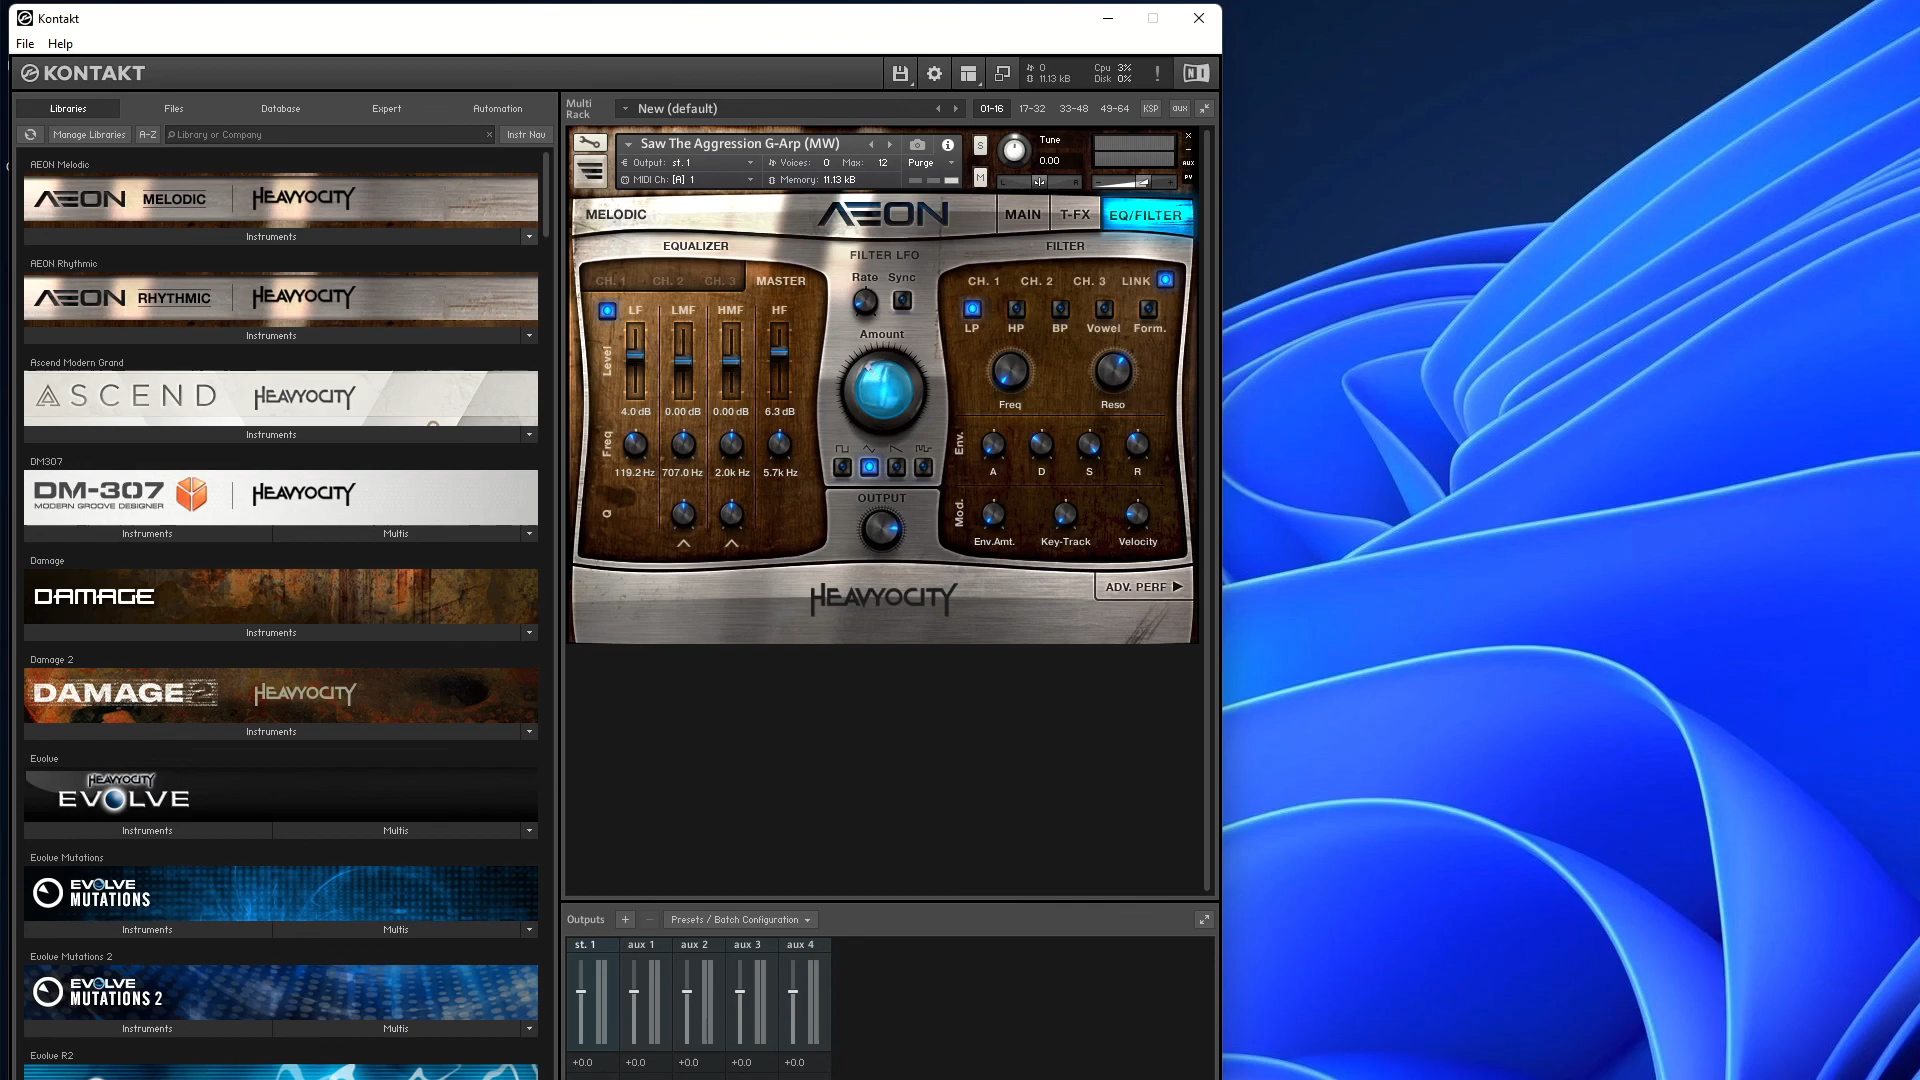 Kontakt
File Help
KONTAKT
0
11.13 kB
Cpu 3%
Disk 0%
!
NI
Libraries Files Database Expert Automation
Manage Libraries A-Z Library or Company × Instr Nav
AEON Melodic
AEON MELODIC HEAVYOCITY
Instruments
AEON Rhythmic
AEON RHYTHMIC HEAVYOCITY
Instruments
Ascend Modern Grand
ASCEND HEAVYOCITY
Instruments
DM307
DM-307 HEAVYOCITY
MODERN GROOVE DESIGNER
Instruments Multis
Damage
DAMAGE
Instruments
Damage 2
DAMAGE 2 HEAVYOCITY
Instruments
Evolve
HEAVYOCITY
EVOLVE
Instruments Multis
Evolve Mutations
EVOLVE
MUTATIONS
Instruments Multis
Evolve Mutations 2
EVOLVE
MUTATIONS 2
Instruments Multis
Evolve R2
Multi
Rack
New (default)
01-16 17-32 33-48 49-64 KSP aux
Saw The Aggression G-Arp (MW)
Output: st. 1 Voices: 0 Max: 12 Purge
MIDI Ch: [A] 1 Memory: 11.13 kB
S
M
Tune
0.00
L R
- +
AUX
PV
MELODIC AEON MAIN T-FX EQ/FILTER
EQUALIZER
CH. 1 CH. 2 CH. 3 MASTER
LF LMF HMF HF
Level
4.0 dB 0.00 dB 0.00 dB 6.3 dB
Freq
119.2 Hz 707.0 Hz 2.0k Hz 5.7k Hz
Q
FILTER LFO
Rate Sync
Amount
OUTPUT
FILTER
CH. 1 CH. 2 CH. 3 LINK
LP HP BP Vowel Form.
Freq Reso
Env.
A D S R
Mod.
Env.Amt. Key-Track Velocity
HEAVYOCITY
ADV. PERF
Outputs + - Presets / Batch Configuration
st. 1 aux 1 aux 2 aux 3 aux 4
+0.0 +0.0 +0.0 +0.0 +0.0